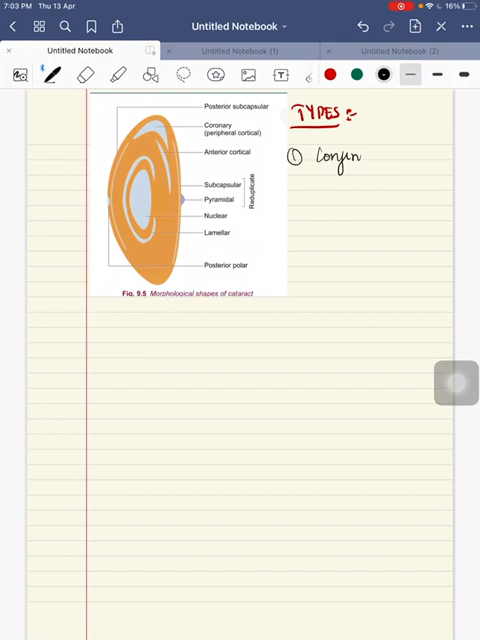 7:03 PM Thu 13 Apr
16%
Untitled Notebook
Untitled Notebook
Untitled Notebook (1)
Untitled Notebook (2)
Posterior subcapsular
Coronary
(peripheral cortical)
Anterior cortical
Subcapsular
Pyramidal
Reduplicate
Nuclear
Lamellar
Posterior polar
Fig. 9.5 Morphological shapes of cataract
TYPES :-
① Congen